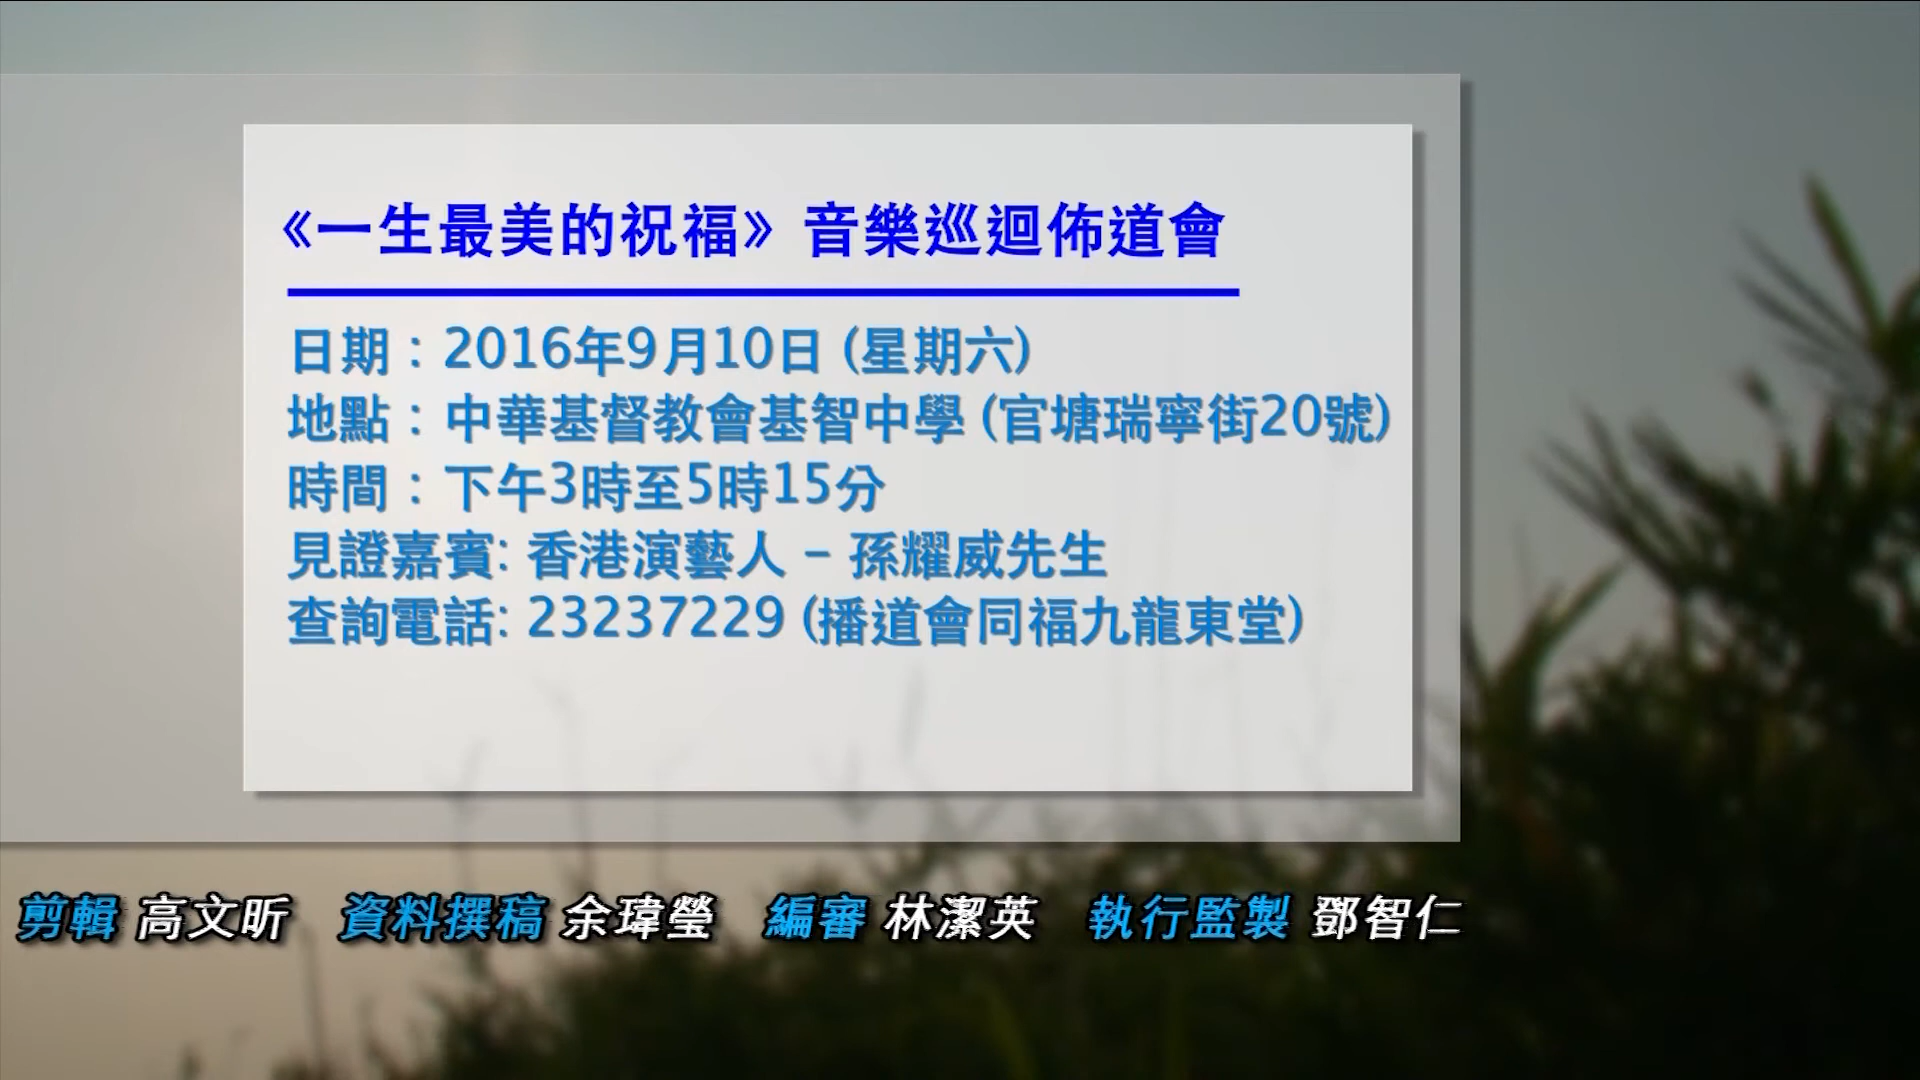 《一生最美的祝福》音樂巡迴佈道會
日期：2016年9月10日 (星期六)
地點：中華基督教會基智中學 (官塘瑞寧街20號)
時間：下午3時至5時15分
見證嘉賓: 香港演藝人 – 孫耀威先生
查詢電話: 23237229 (播道會同福九龍東堂)
剪輯 高文昕 資料撰稿 余瑋瑩 編審 林潔英 執行監製 鄧智仁